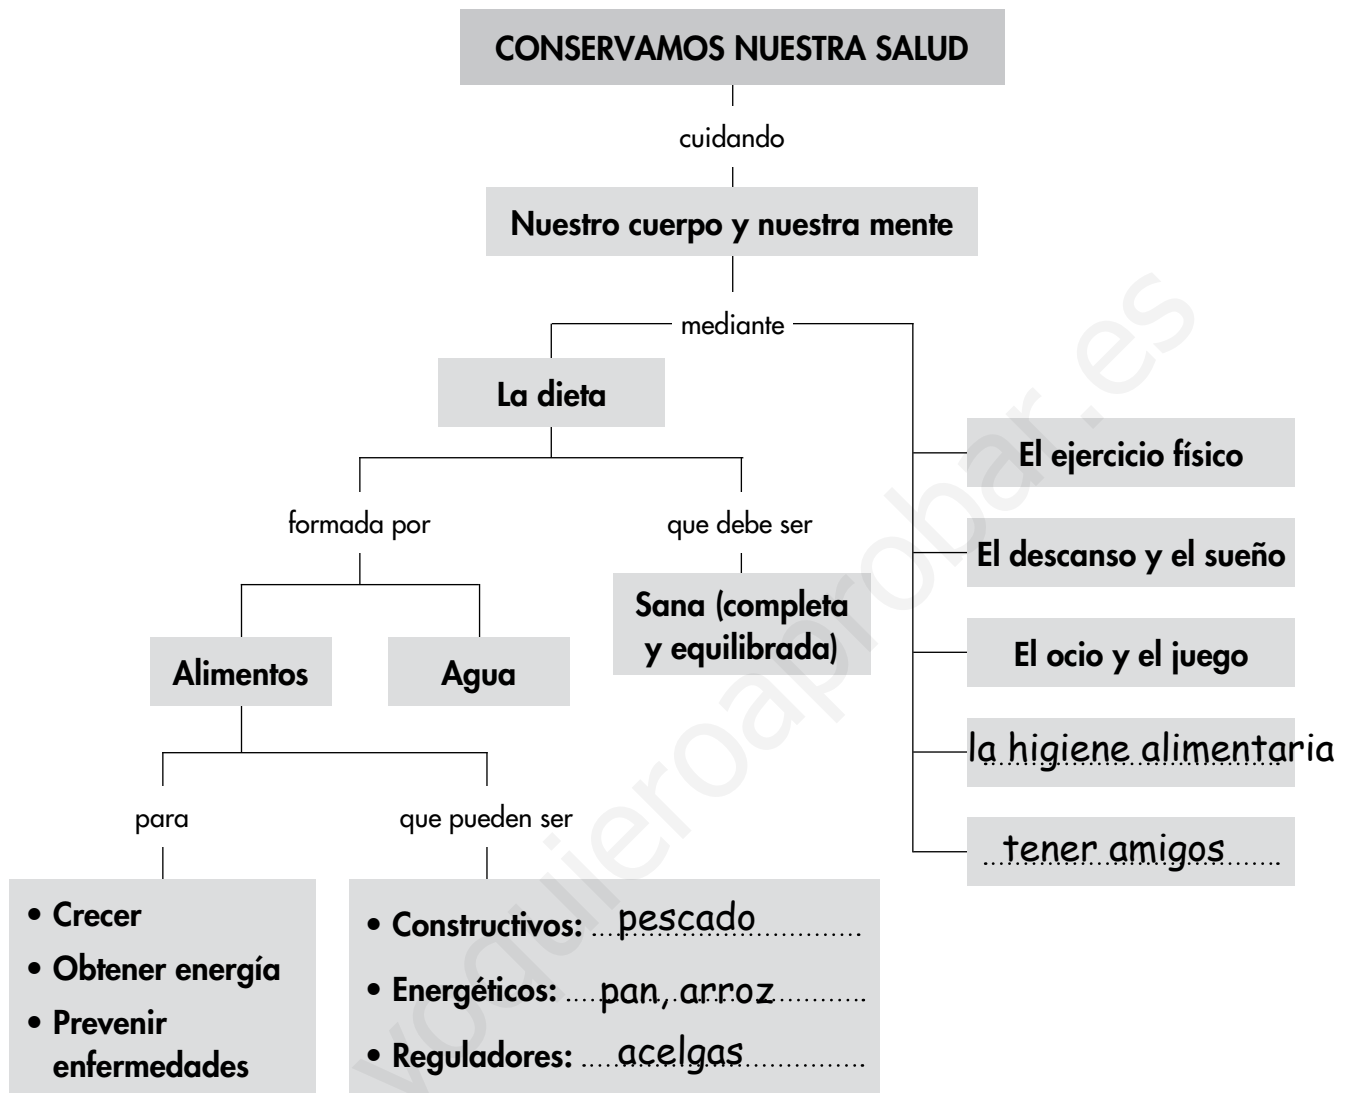 CONSERVAMOS NUESTRA SALUD
cuidando
Nuestro cuerpo y nuestra mente
mediante
La dieta
formada por
que debe ser
Alimentos
Agua
Sana (completa
y equilibrada)
para
que pueden ser
• Crecer
• Obtener energía
• Prevenir
enfermedades
• Constructivos: pescado
• Energéticos: pan, arroz
• Reguladores: acelgas
El ejercicio físico
El descanso y el sueño
El ocio y el juego
la higiene alimentaria
tener amigos
yoquieroaprobar.es